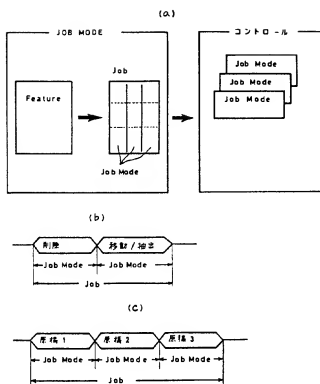 (a)
JOB MODE
コントロール
Job
Feature
Job Mode
Job Mode
Job Mode
Job Mode
(b)
削除
移動/抽出
Job Mode
Job Mode
Job
(c)
原稿1
原稿2
原稿3
Job Mode
Job Mode
Job Mode
Job